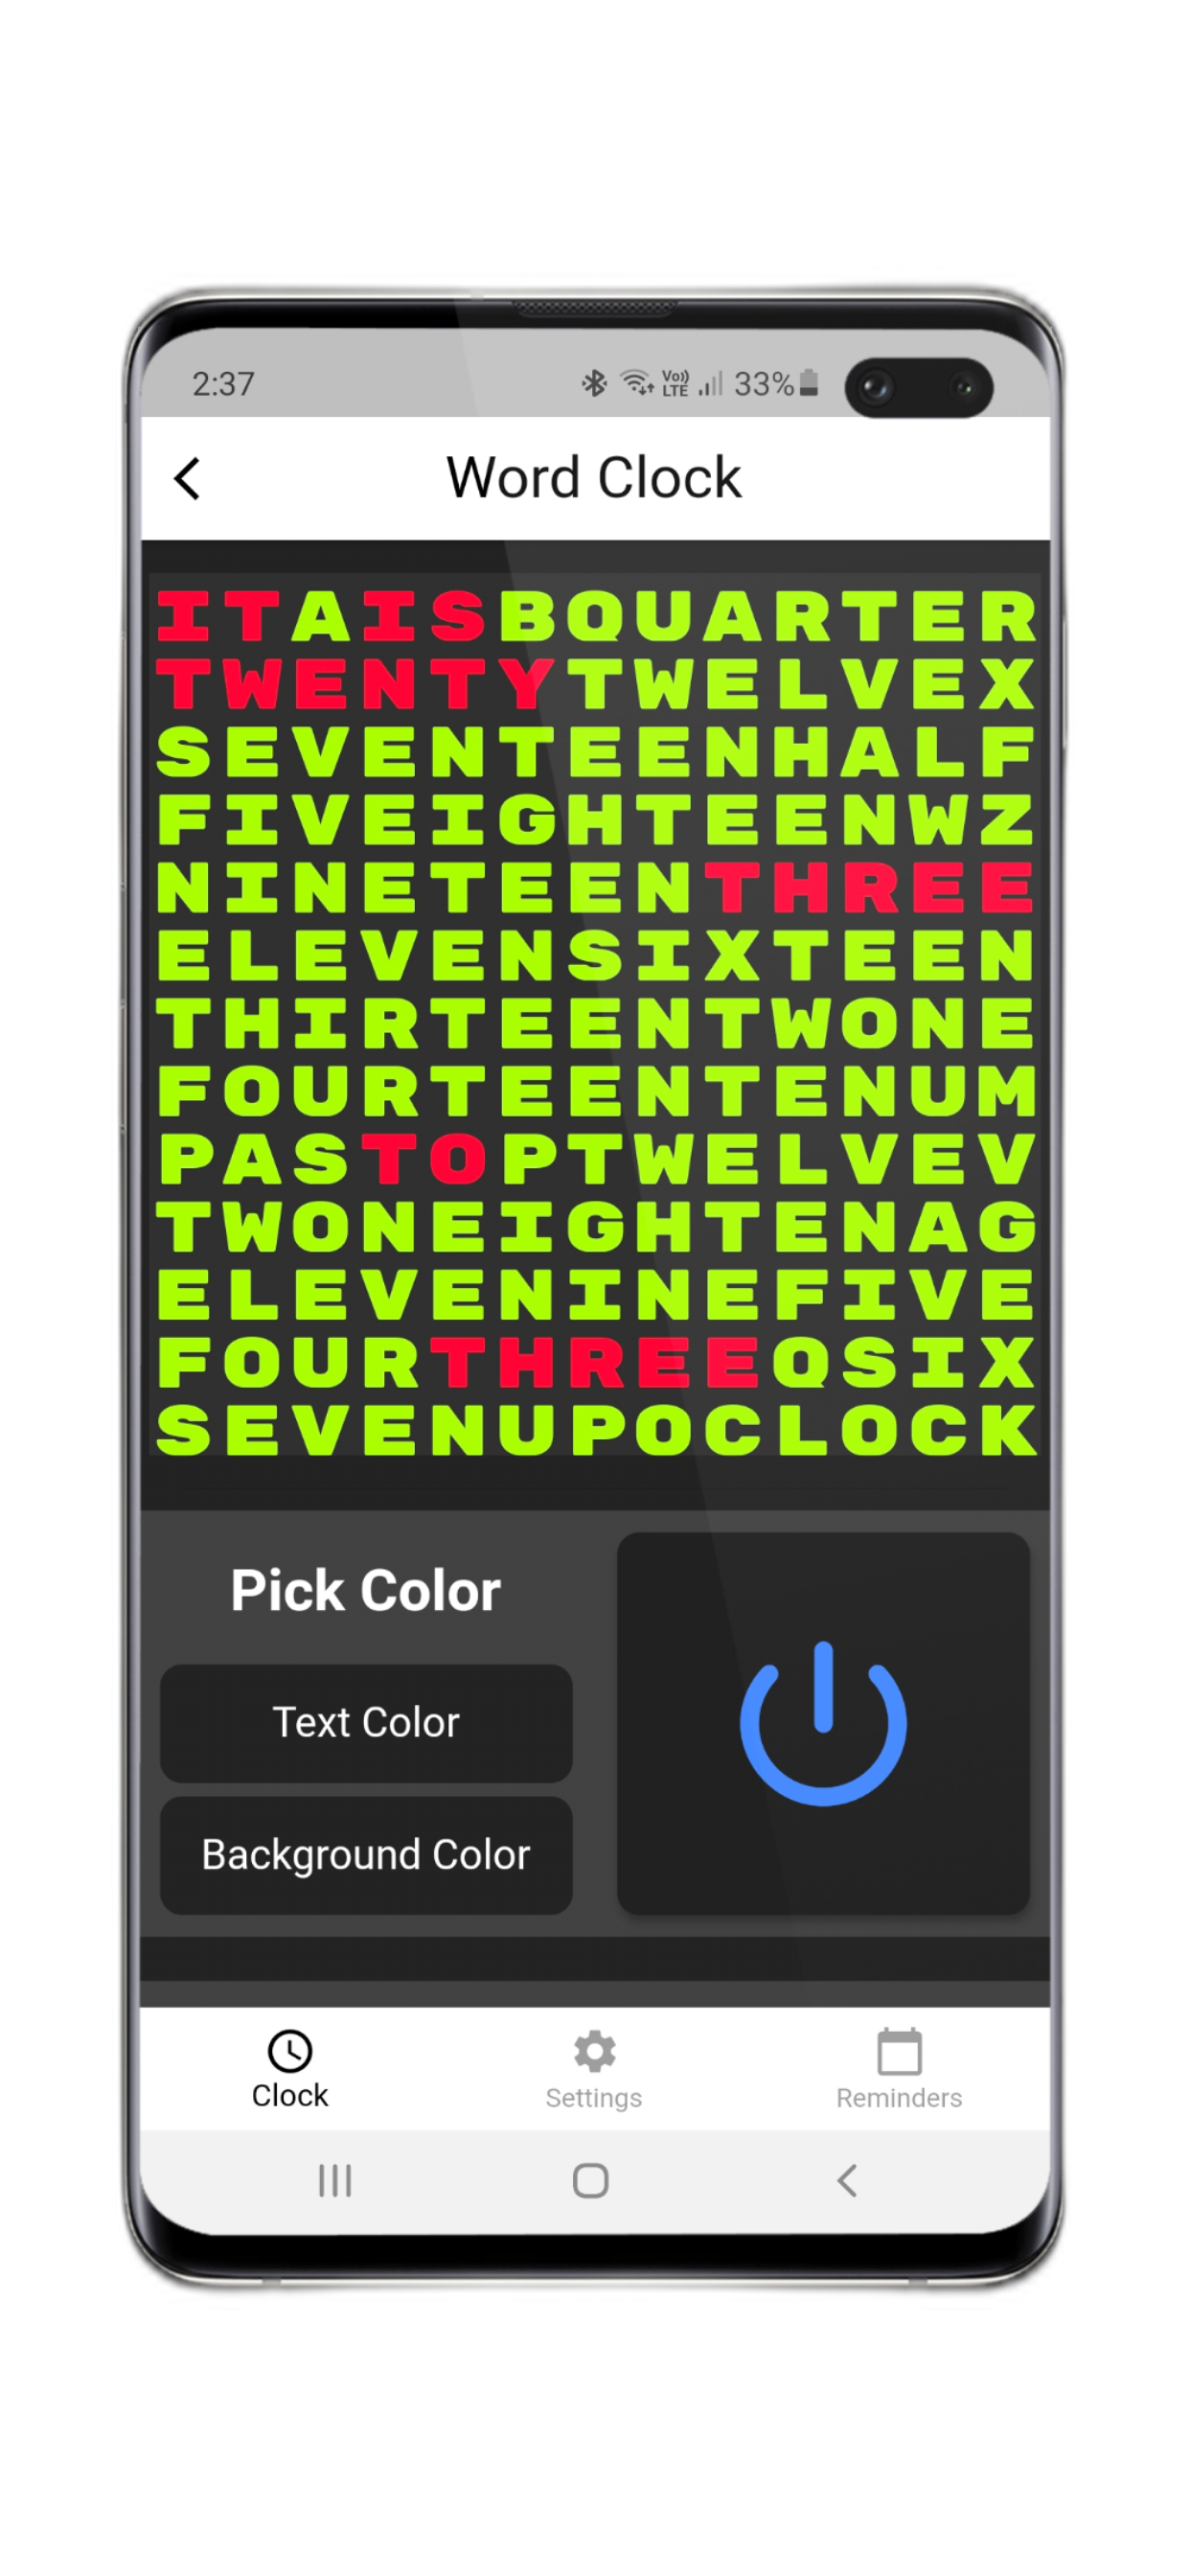 2:37 Vo)) LTE 33%
Word Clock
ITAISBQUARTER
TWENTYTWELVEX
SEVENTEENHALF
FIVEIGHTEENWZ
NINETEENTHREE
ELEVENSIXTEEN
THIRTEENTWONE
FOURTEENTENUM
PASTOPTWELVEV
TWONEIGHTENAG
ELEVENINEFIVE
FOURTHREEQSIX
SEVENUPOCLOCK
Pick Color
Text Color
Background Color
Clock Settings Reminders